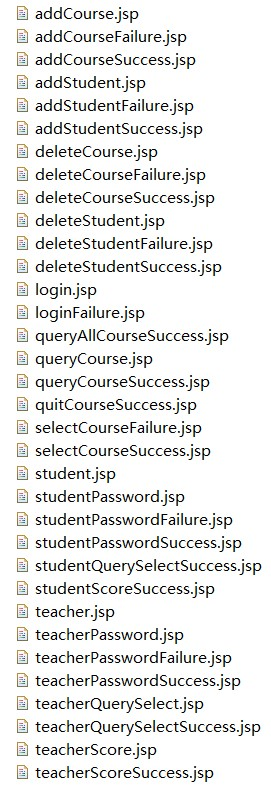 addCourse.jsp
addCourseFailure.jsp
addCourseSuccess.jsp
addStudent.jsp
addStudentFailure.jsp
addStudentSuccess.jsp
deleteCourse.jsp
deleteCourseFailure.jsp
deleteCourseSuccess.jsp
deleteStudent.jsp
deleteStudentFailure.jsp
deleteStudentSuccess.jsp
login.jsp
loginFailure.jsp
queryAllCourseSuccess.jsp
queryCourse.jsp
queryCourseSuccess.jsp
quitCourseSuccess.jsp
selectCourseFailure.jsp
selectCourseSuccess.jsp
student.jsp
studentPassword.jsp
studentPasswordFailure.jsp
studentPasswordSuccess.jsp
studentQuerySelectSuccess.jsp
studentScoreSuccess.jsp
teacher.jsp
teacherPassword.jsp
teacherPasswordFailure.jsp
teacherPasswordSuccess.jsp
teacherQuerySelect.jsp
teacherQuerySelectSuccess.jsp
teacherScore.jsp
teacherScoreSuccess.jsp